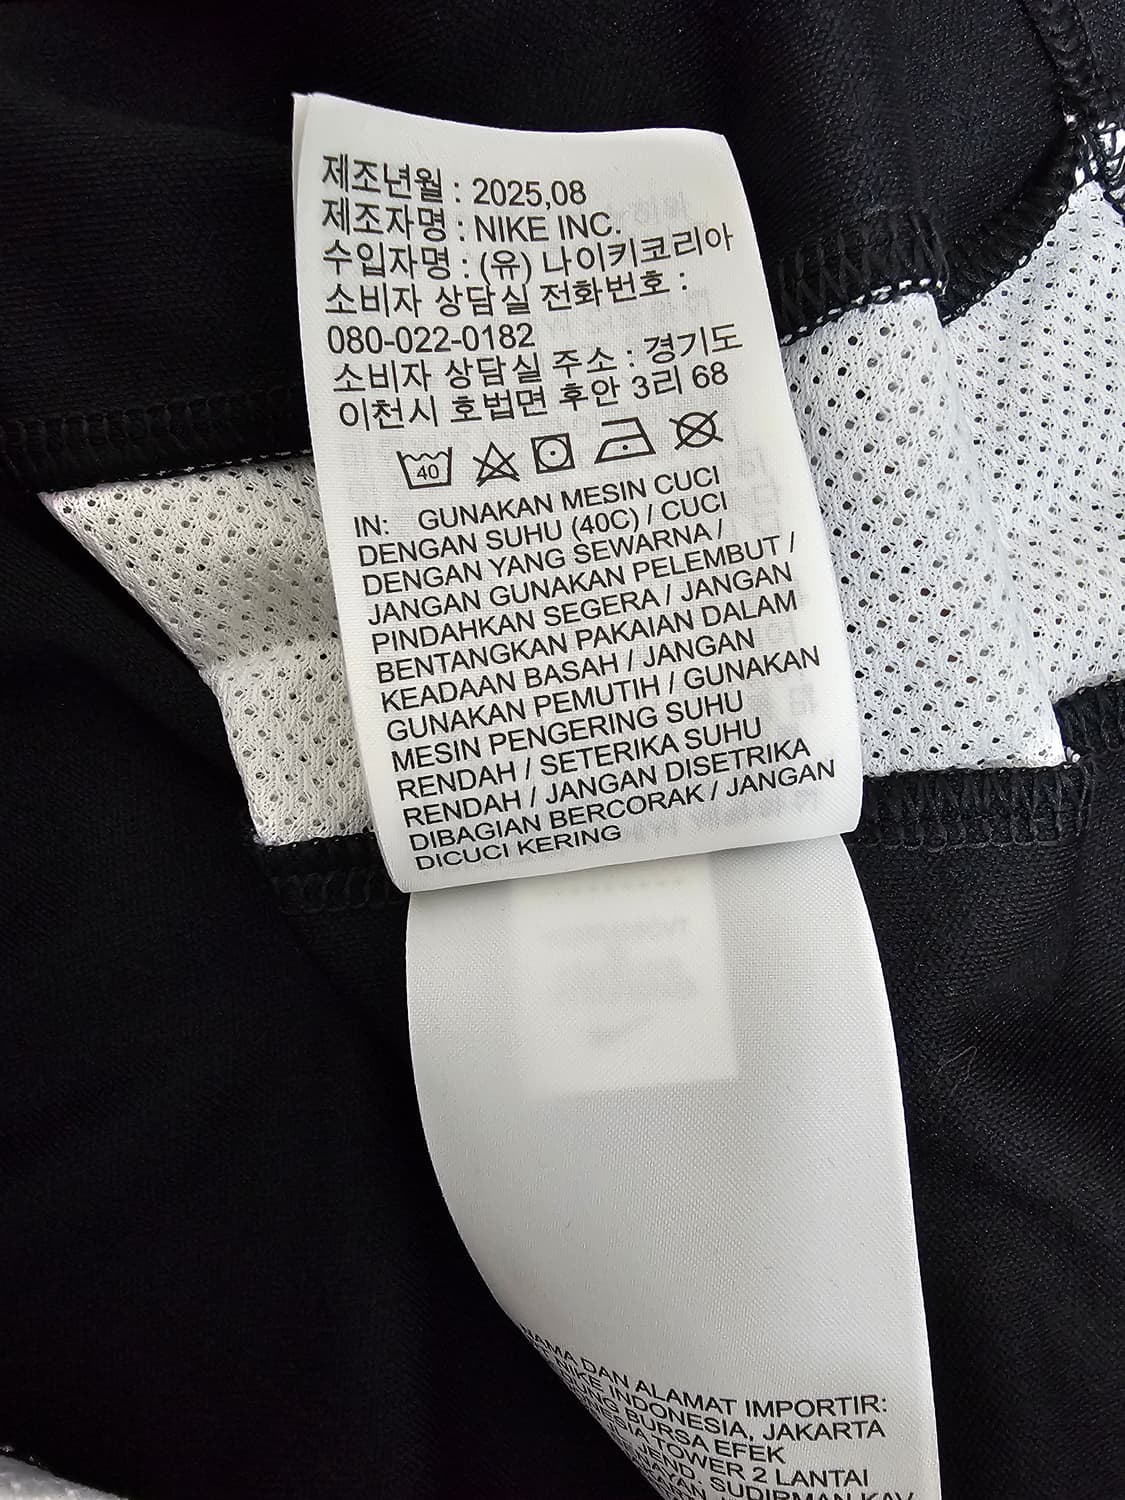 제조년월 : 2025,08
제조자명 : NIKE INC.
수입자명 : (유) 나이키코리아
소비자 상담실 전화번호 :
080-022-0182
소비자 상담실 주소 : 경기도
이천시 호법면 후안 3리 68
40
IN: GUNAKAN MESIN CUCI
DENGAN SUHU (40C) / CUCI
DENGAN YANG SEWARNA /
JANGAN GUNAKAN PELEMBUT /
PINDAHKAN SEGERA / JANGAN
BENTANGKAN PAKAIAN DALAM
KEADAAN BASAH / JANGAN
GUNAKAN PEMUTIH / GUNAKAN
MESIN PENGERING SUHU
RENDAH / SETERIKA SUHU
RENDAH / JANGAN DISETRIKA
DIBAGIAN BERCORAK / JANGAN
DICUCI KERING
NAMA DAN ALAMAT IMPORTIR:
NIKE INDONESIA, JAKARTA
BURSA EFEK
TOWER 2 LANTAI
JEND. SUDIRMAN KAV